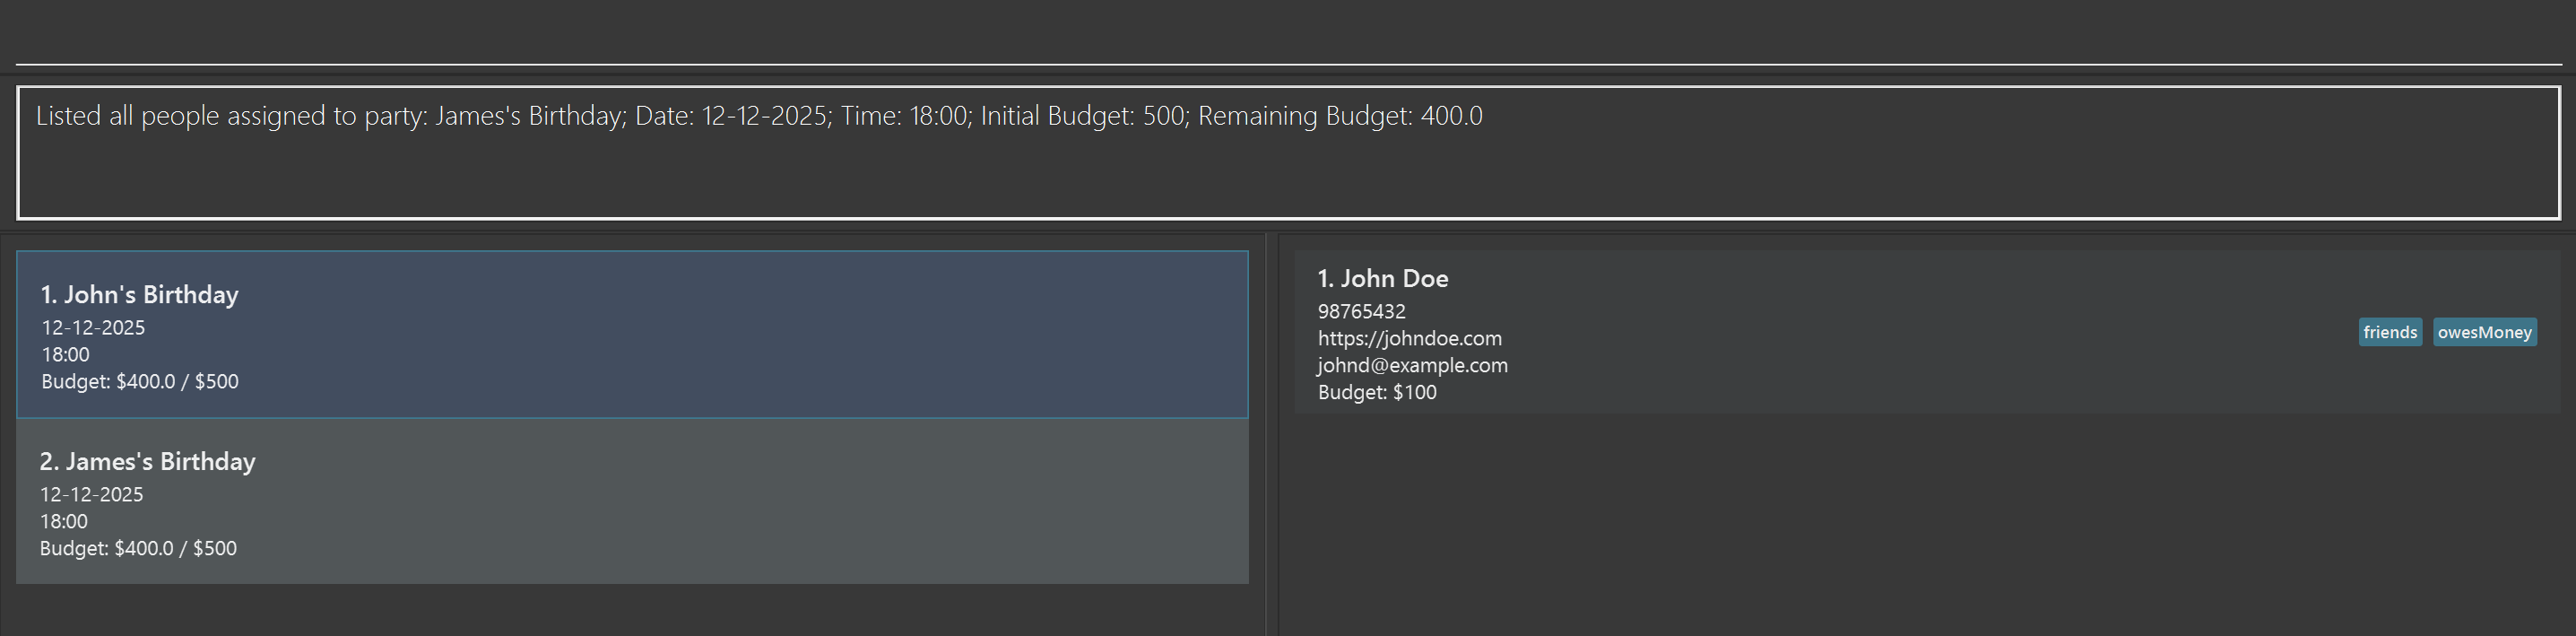 Listed all people assigned to party: James's Birthday; Date: 12-12-2025; Time: 18:00; Initial Budget: 500; Remaining Budget: 400.0
1. John's Birthday
12-12-2025
18:00
Budget: $400.0 / $500
2. James's Birthday
12-12-2025
18:00
Budget: $400.0 / $500
1. John Doe
98765432
https://johndoe.com
johnd@example.com
Budget: $100
friends owesMoney